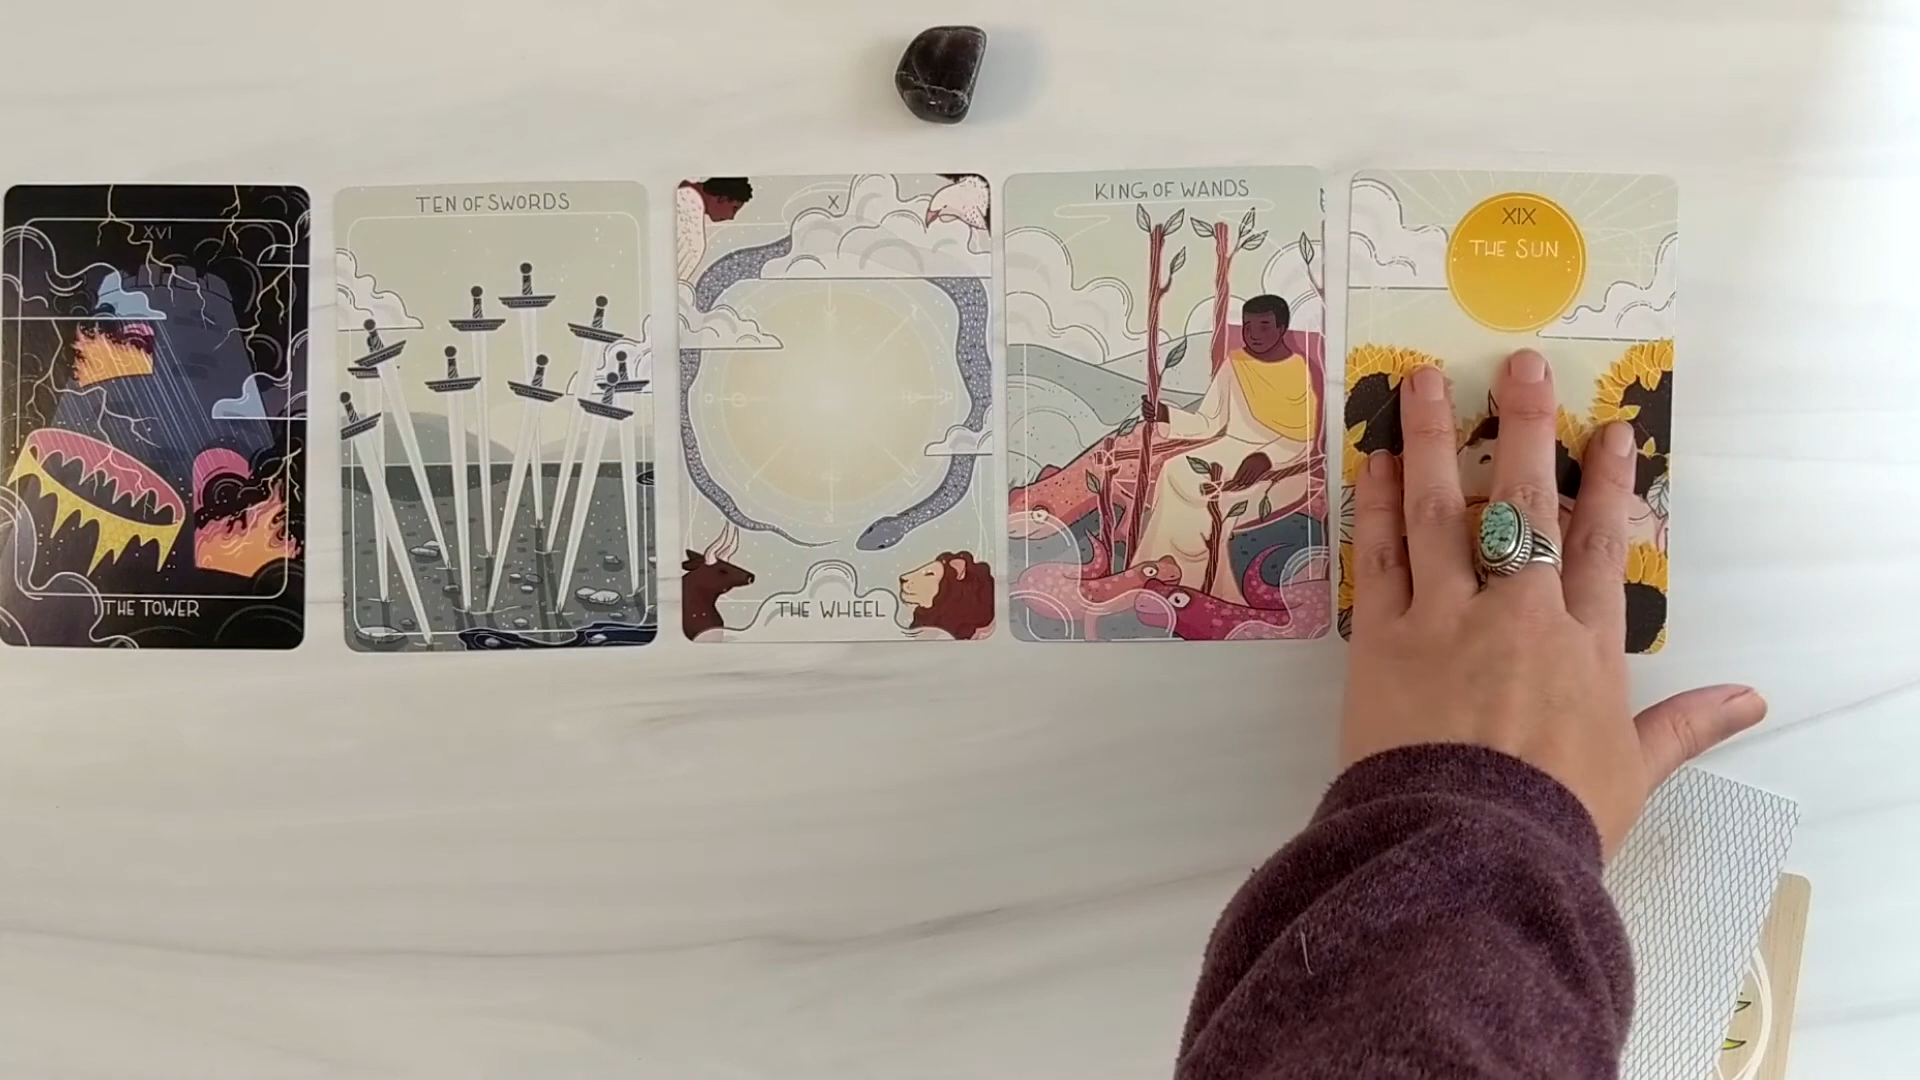 XVI
THE TOWER
TEN OF SWORDS
X
THE WHEEL
KING OF WANDS
XIX
THE SUN